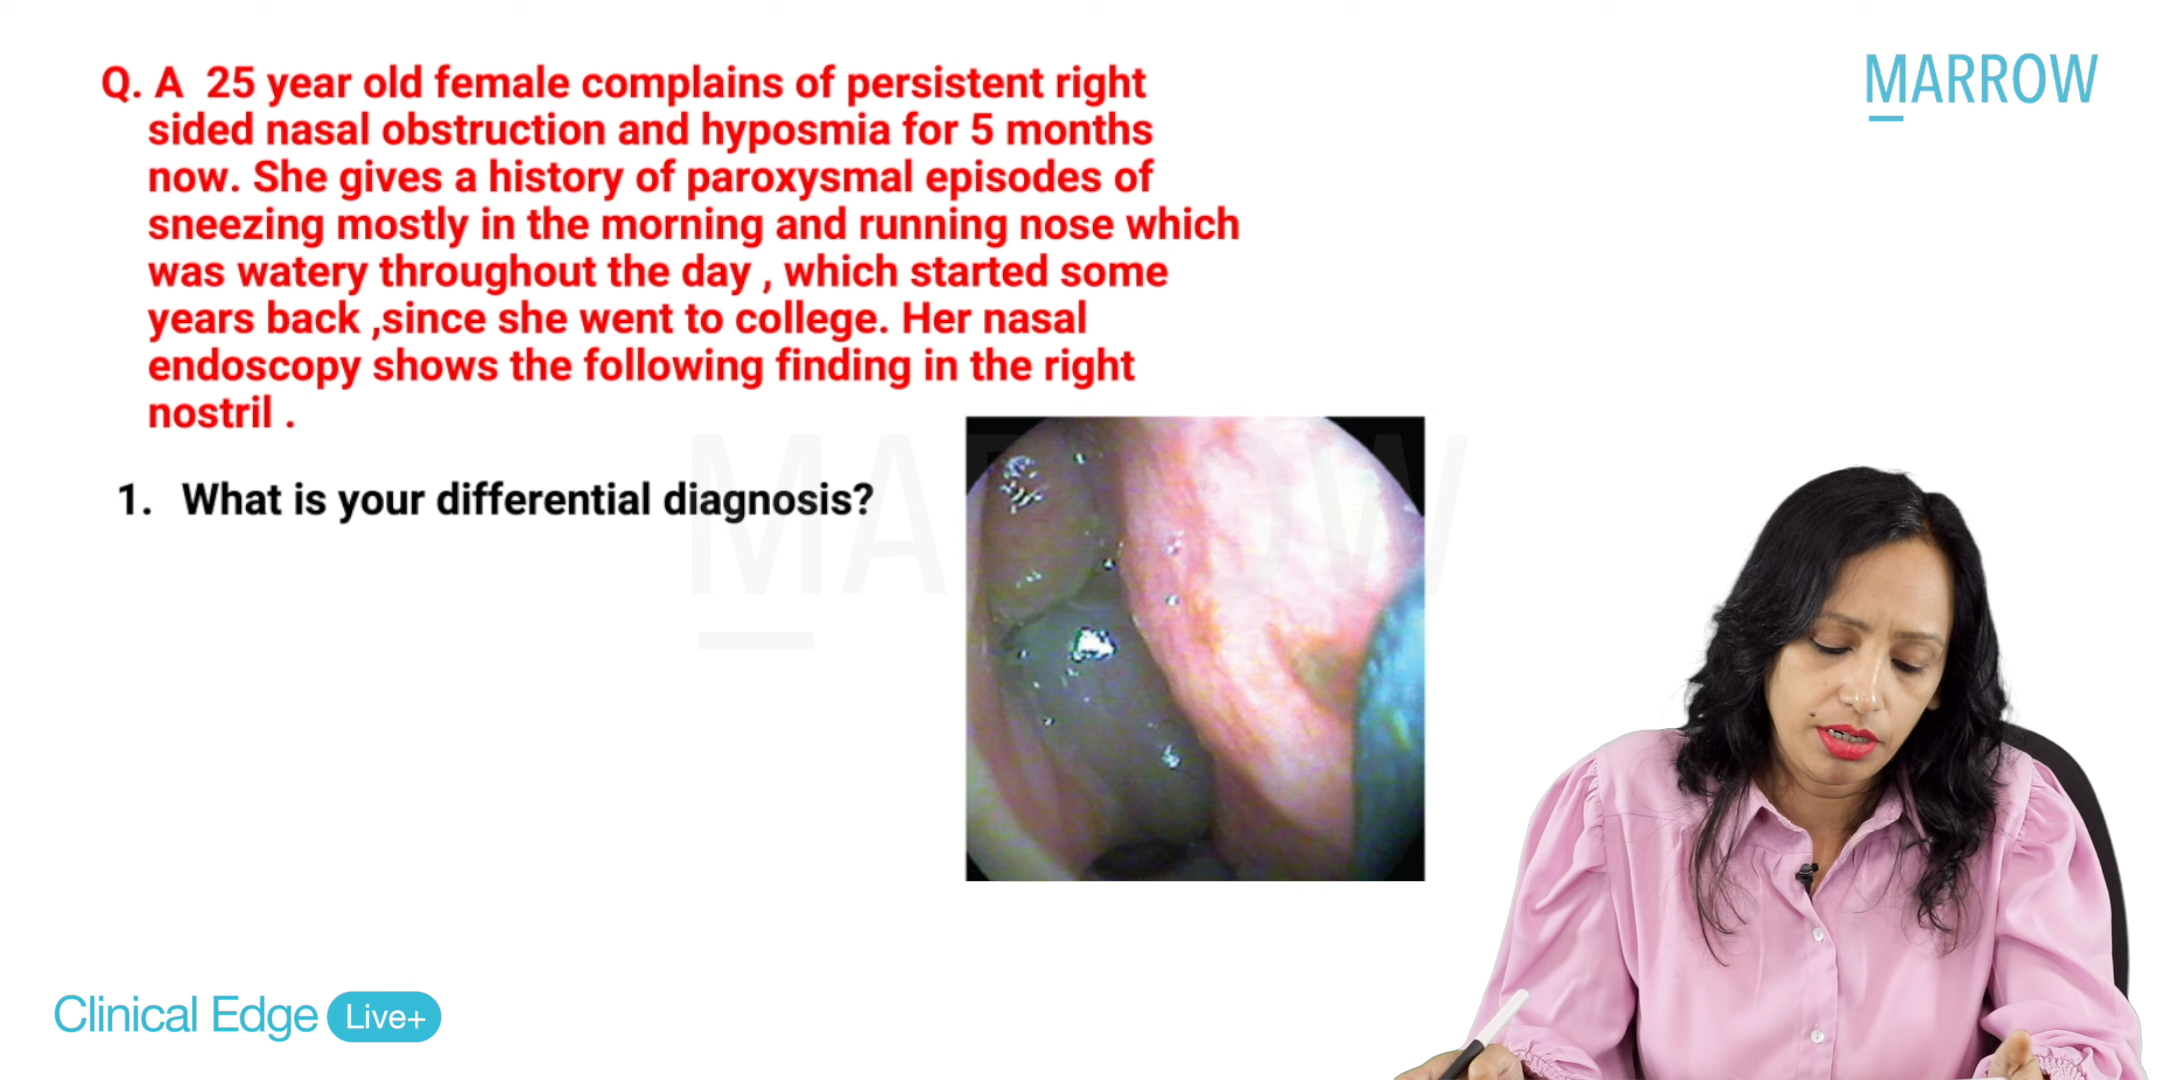 MARROW
Q. A 25 year old female complains of persistent right
sided nasal obstruction and hyposmia for 5 months
now. She gives a history of paroxysmal episodes of
sneezing mostly in the morning and running nose which
was watery throughout the day , which started some
years back ,since she went to college. Her nasal
endoscopy shows the following finding in the right
nostril .
MARROW
1. What is your differential diagnosis?
Clinical Edge Live+